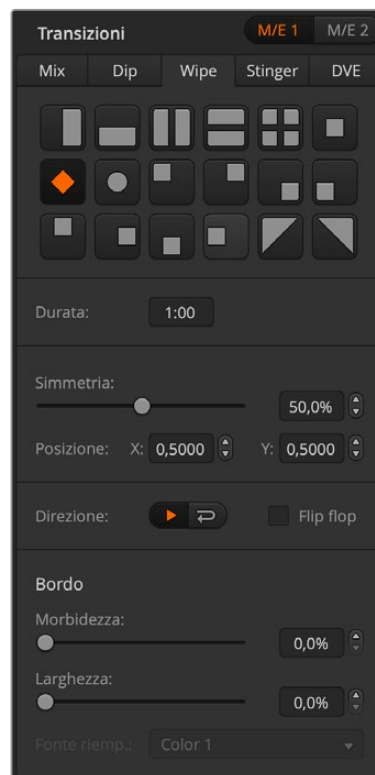 Transizioni M/E 1 M/E 2
Mix Dip Wipe Stinger DVE
Durata: 1:00
Simmetria:
50,0%
Posizione: X: 0,5000 Y: 0,5000
Direzione: Flip flop
Bordo
Morbidezza:
0,0%
Larghezza:
0,0%
Fonte riemp.: Color 1